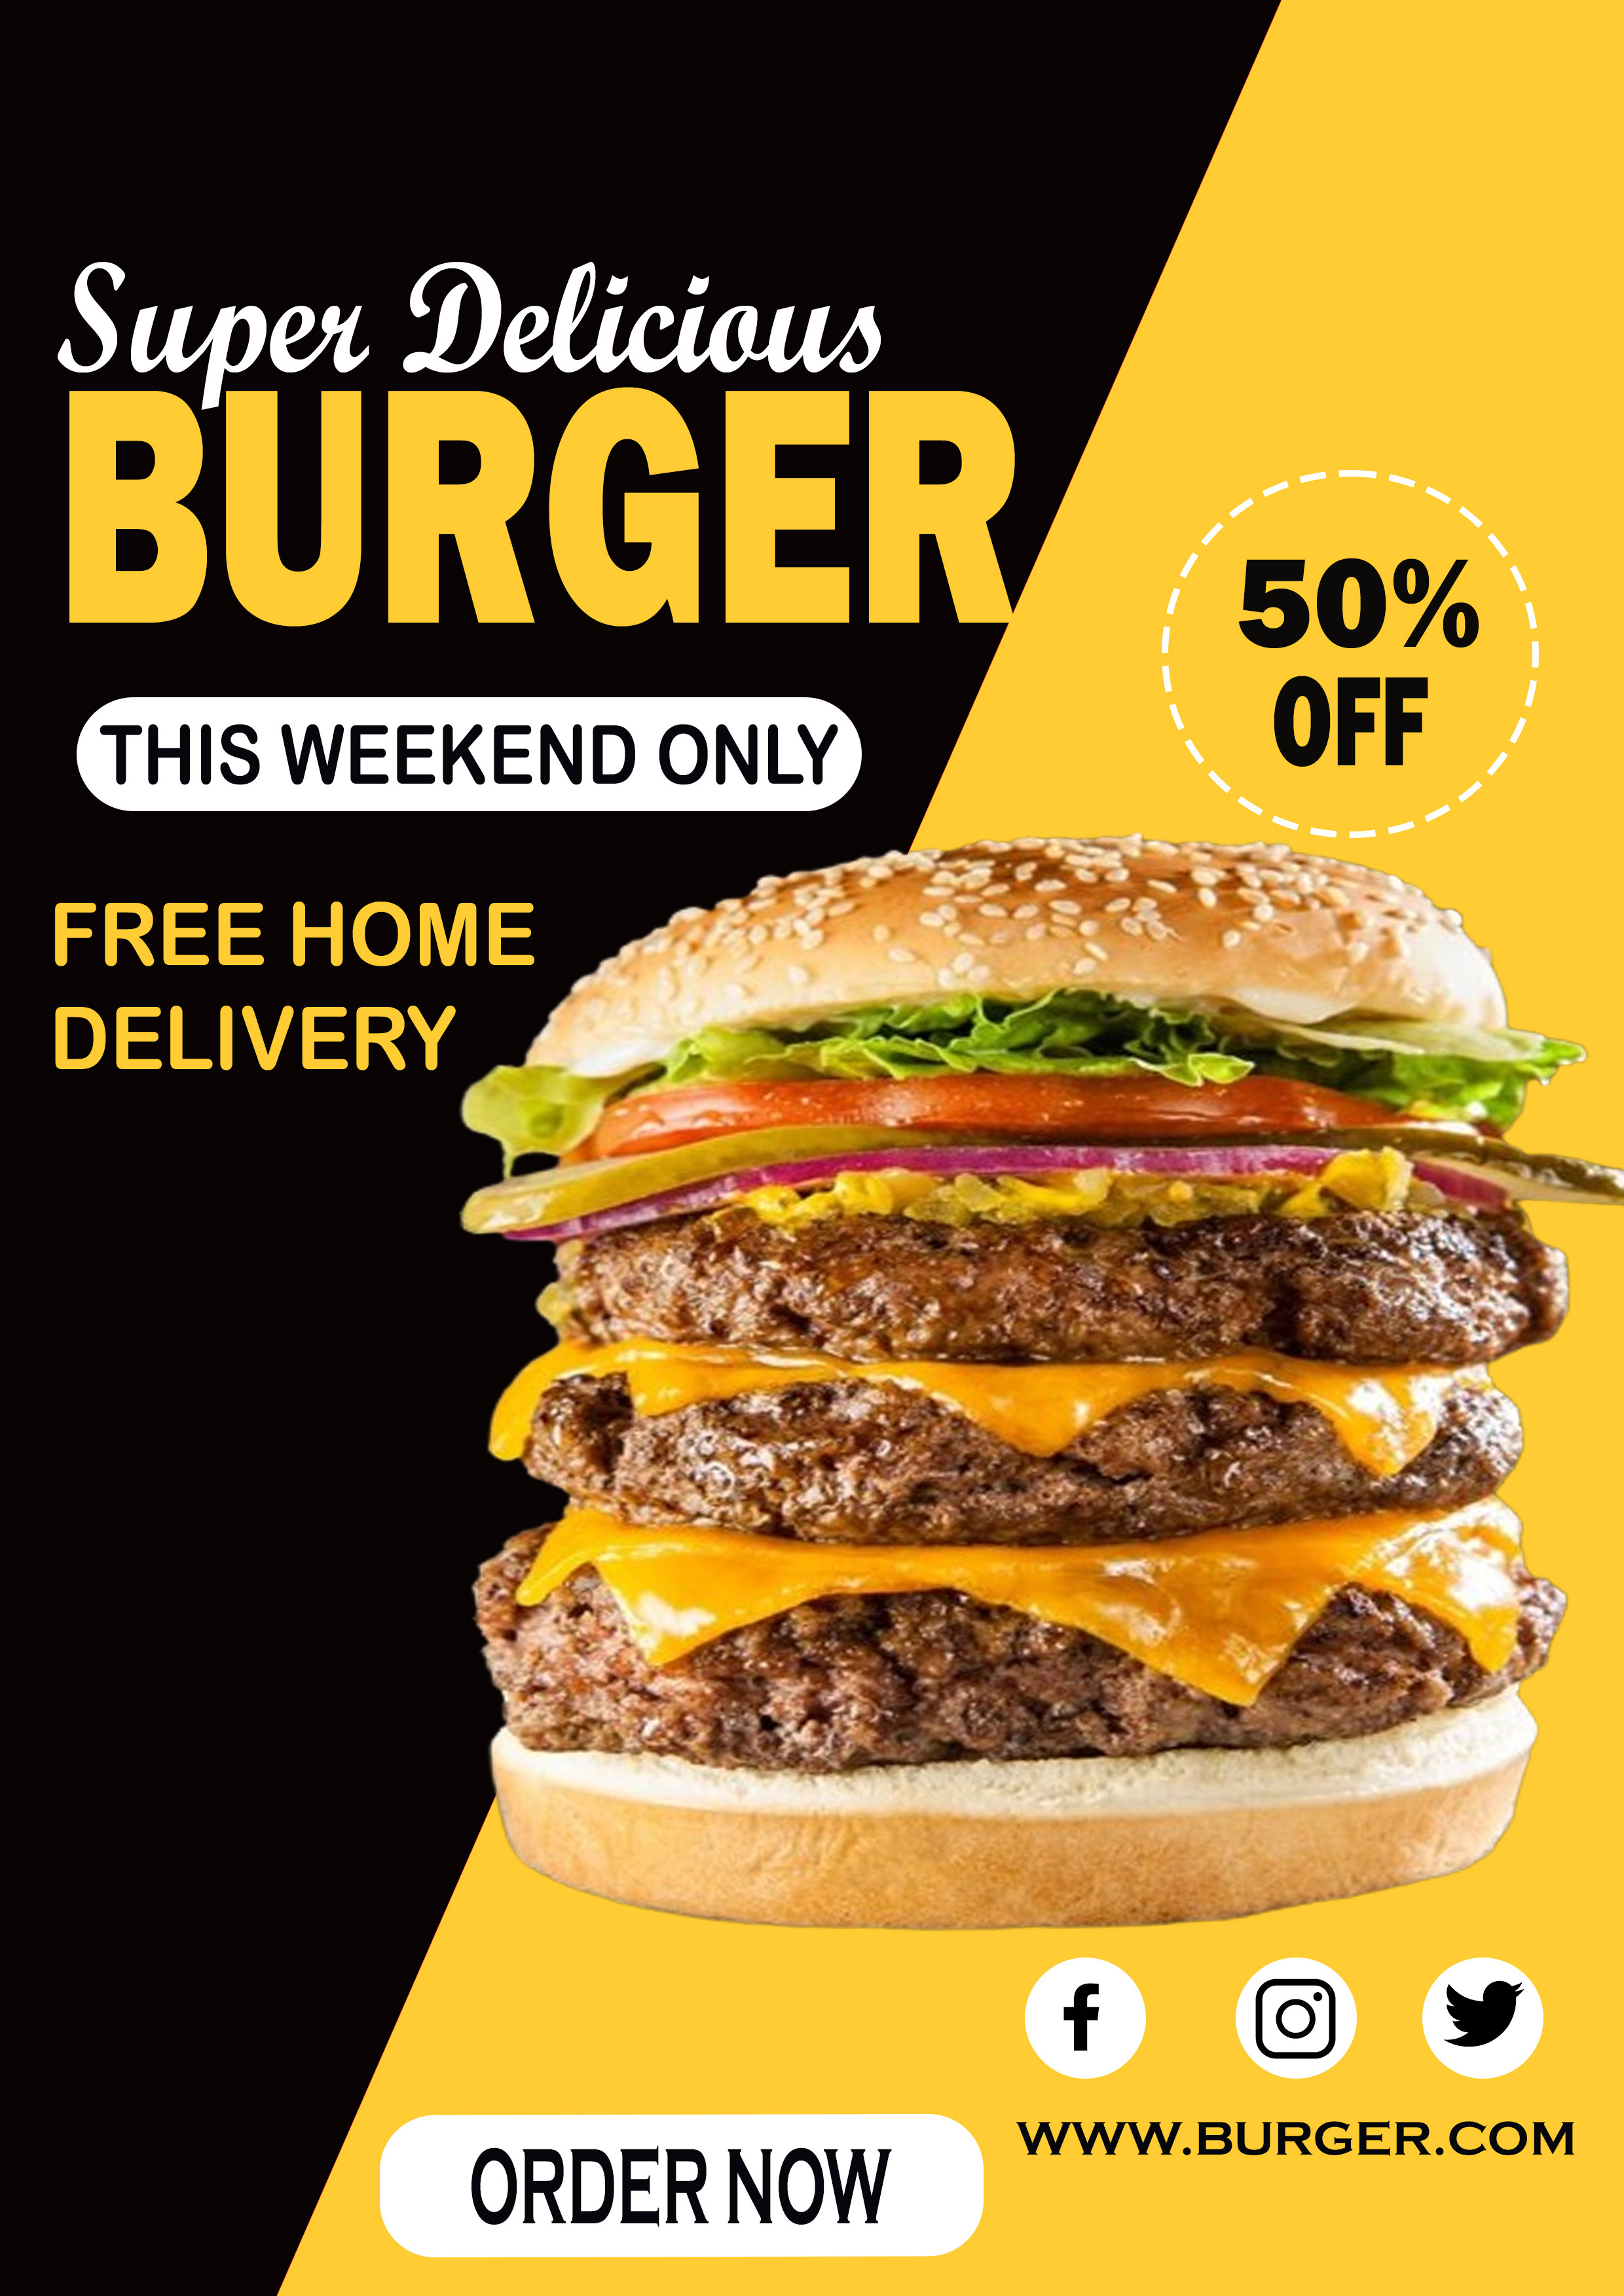 Super Delicious
BURGER
THIS WEEKEND ONLY
50%
OFF
FREE HOME
DELIVERY
WWW.BURGER.COM
ORDER NOW